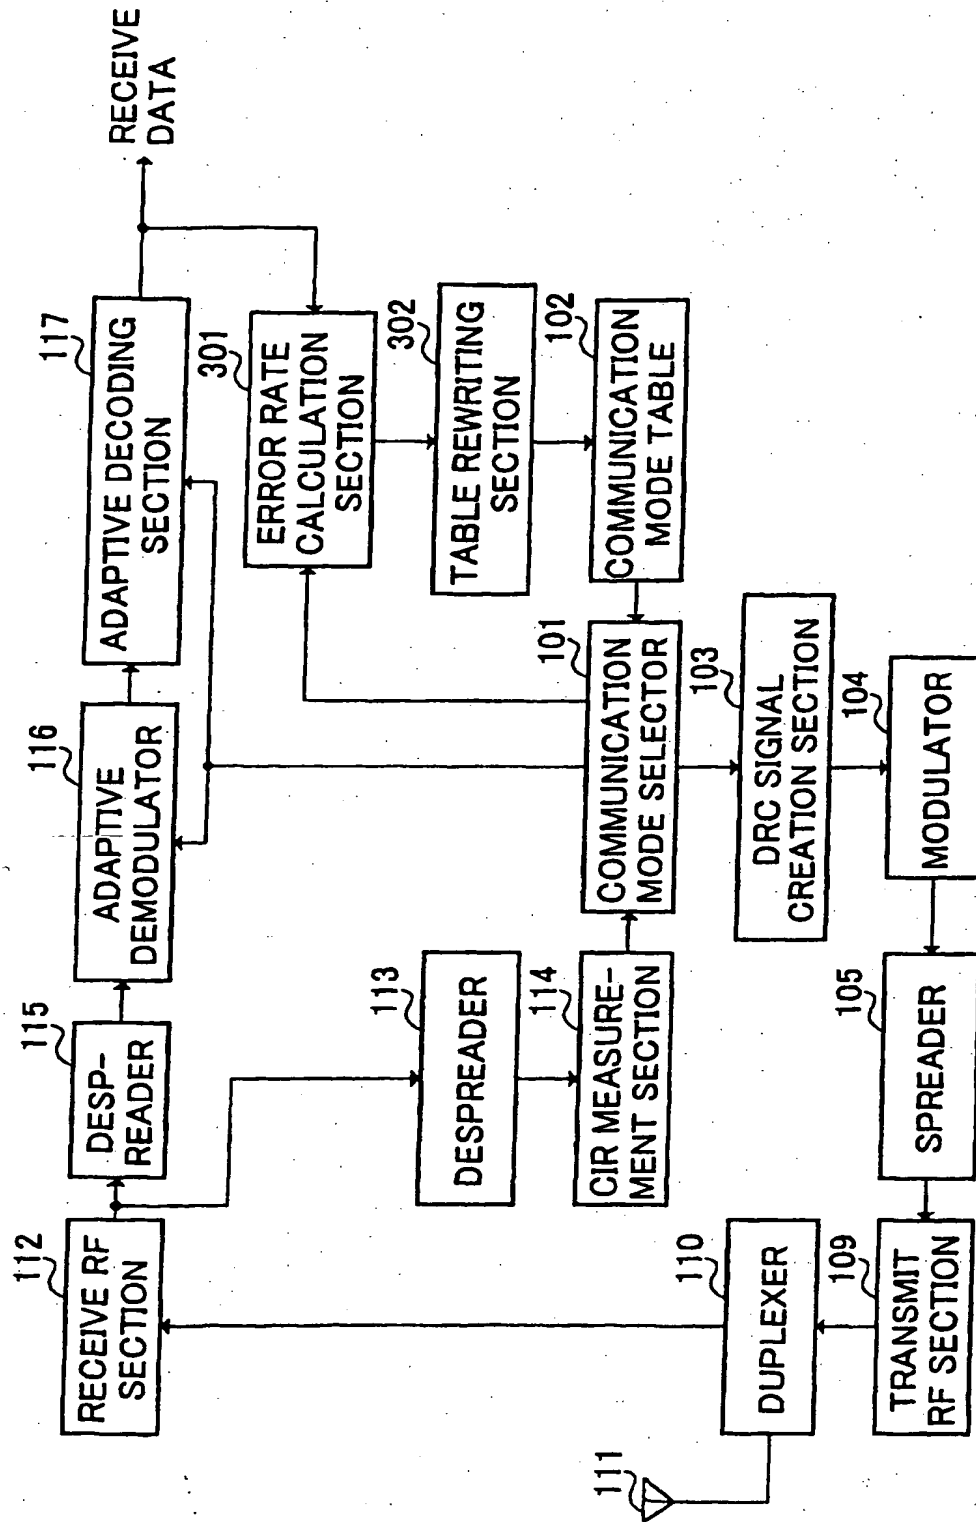 112
RECEIVE RF
SECTION
115
DESP-
READER
116
ADAPTIVE
DEMODULATOR
117
ADAPTIVE DECODING
SECTION
RECEIVE
DATA
301
ERROR RATE
CALCULATION
SECTION
302
TABLE REWRITING
SECTION
102
COMMUNICATION
MODE TABLE
113
DESPREADER
114
CIR MEASURE-
MENT SECTION
101
COMMUNICATION
MODE SELECTOR
103
DRC SIGNAL
CREATION SECTION
104
MODULATOR
105
SPREADER
109
TRANSMIT
RF SECTION
110
DUPLEXER
111